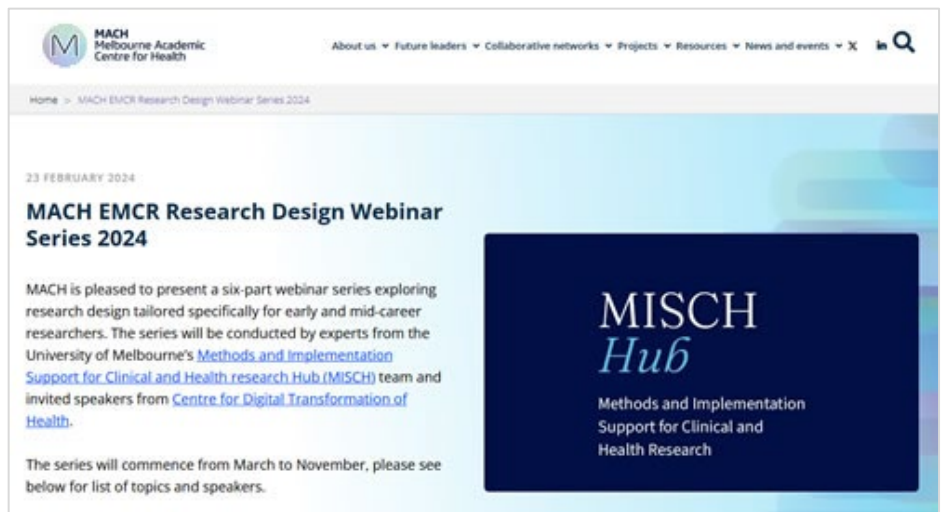 MACH
Melbourne Academic
Centre for Health
About us Future leaders Collaborative networks Projects Resources News and events X in
Home > MACH EMCR Research Design Webinar Series 2024
23 FEBRUARY 2024
MACH EMCR Research Design Webinar
Series 2024
MACH is pleased to present a six-part webinar series exploring
research design tailored specifically for early and mid-career
researchers. The series will be conducted by experts from the
University of Melbourne's Methods and Implementation
Support for Clinical and Health research Hub (MISCH) team and
invited speakers from Centre for Digital Transformation of
Health.
The series will commence from March to November, please see
below for list of topics and speakers.
MISCH
Hub
Methods and Implementation
Support for Clinical and
Health Research